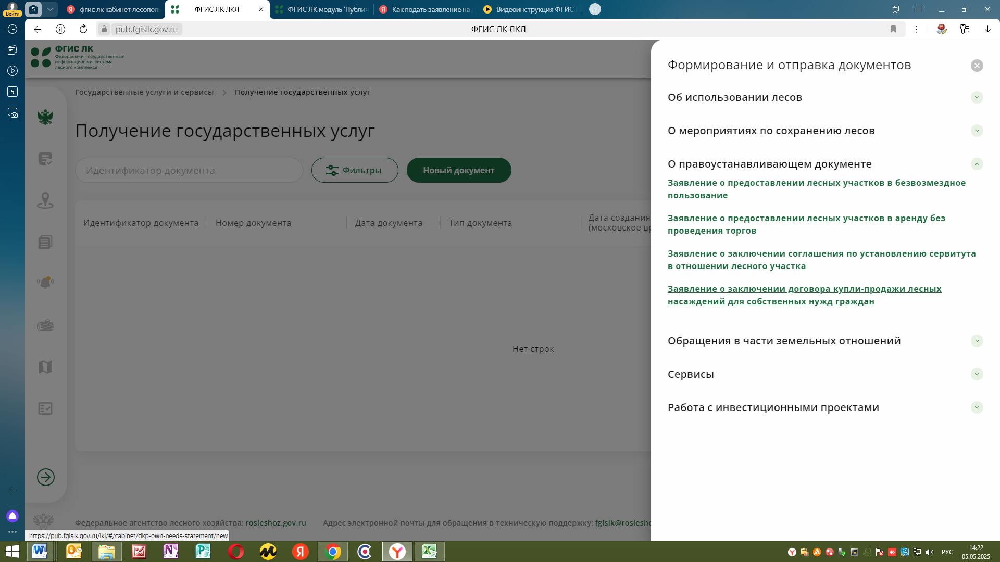 Войти
5
фгис лк кабинет лесопол
ФГИС ЛК ЛКЛ
ФГИС ЛК модуль 'Публич
Как подать заявление на
Видеоинструкция ФГИС
pub.fgislk.gov.ru
ФГИС ЛК ЛКЛ
5
ФГИС ЛК
Федеральная государственная
информационная система
лесного комплекса
Государственные услуги и сервисы
Получение государственных услуг
Получение государственных услуг
Идентификатор документа
Фильтры
Новый документ
Идентификатор документа
Номер документа
Дата документа
Тип документа
Дата создания
(московское вр
Нет строк
Федеральное агентство лесного хозяйства: rosleshoz.gov.ru
Адрес электронной почты для обращения в техническую поддержку: fgislk@roslesho
https://pub.fgislk.gov.ru/lkl/#/cabinet/dkp-own-needs-statement/new
Формирование и отправка документов
Об использовании лесов
О мероприятиях по сохранению лесов
О правоустанавливающем документе
Заявление о предоставлении лесных участков в безвозмездное
пользование
Заявление о предоставлении лесных участков в аренду без
проведения торгов
Заявление о заключении соглашения по установлению сервитута
в отношении лесного участка
Заявление о заключении договора купли-продажи лесных
насаждений для собственных нужд граждан
Обращения в части земельных отношений
Сервисы
Работа с инвестиционными проектами
РУС
14:22
05.05.2025